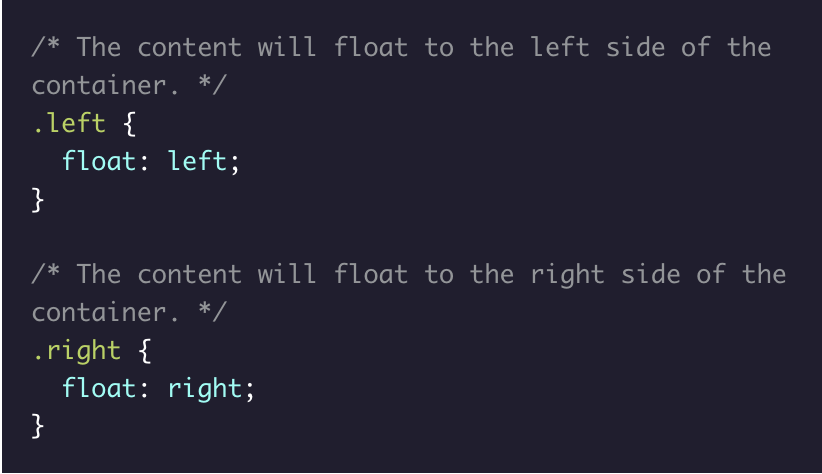 /* The content will float to the left side of the
container. */
.left {
  float: left;
}

/* The content will float to the right side of the
container. */
.right {
  float: right;
}